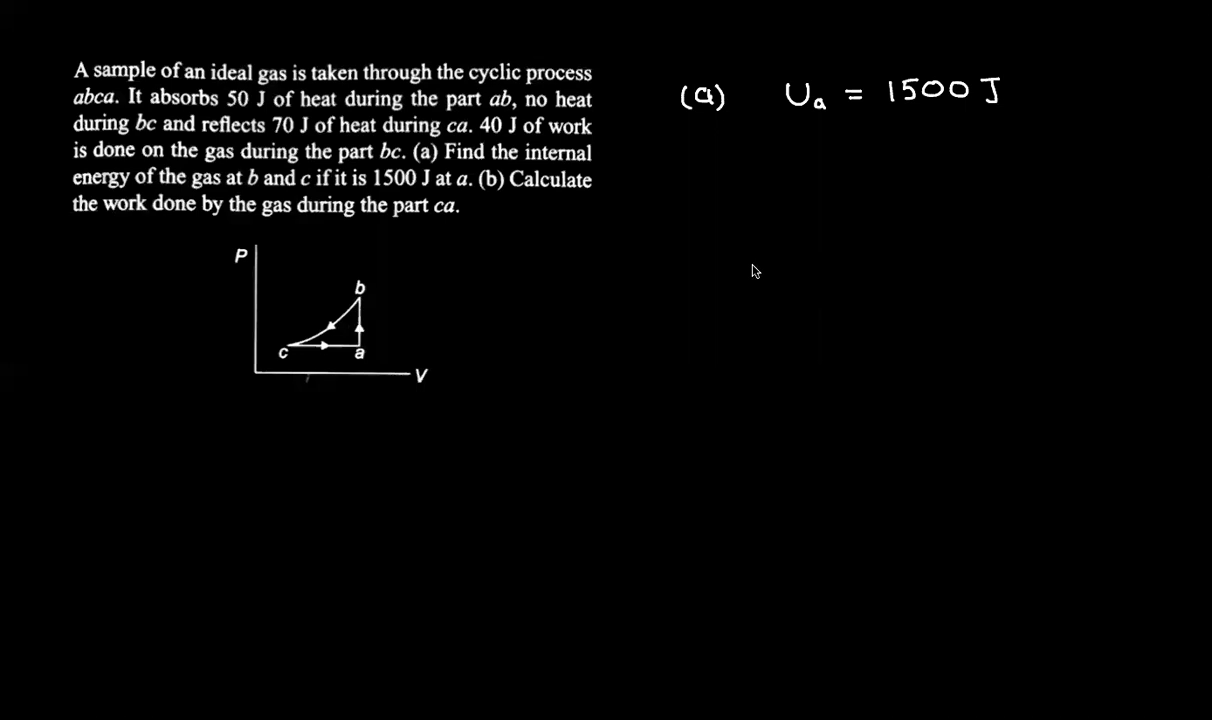 A sample of an ideal gas is taken through the cyclic process
abca. It absorbs 50 J of heat during the part ab, no heat
during bc and reflects 70 J of heat during ca. 40 J of work
is done on the gas during the part bc. (a) Find the internal
energy of the gas at b and c if it is 1500 J at a. (b) Calculate
the work done by the gas during the part ca.
(a) Ua = 1500 J
P
b
c
a
V